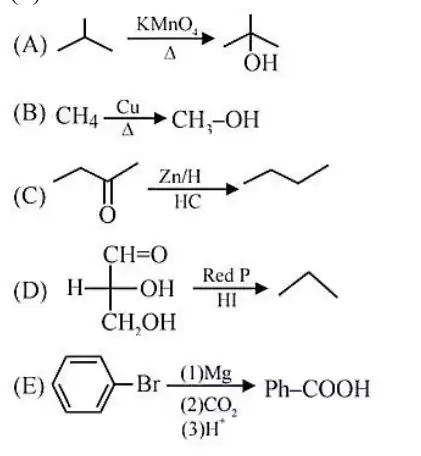 (A) KMnO₄ Δ OH
(B) CH₄ Cu Δ CH₃–OH
(C) O Zn/H HC
(D) CH=O H OH CH₂OH Red P HI
(E) Br (1)Mg (2)CO₂ (3)H⁺ Ph–COOH